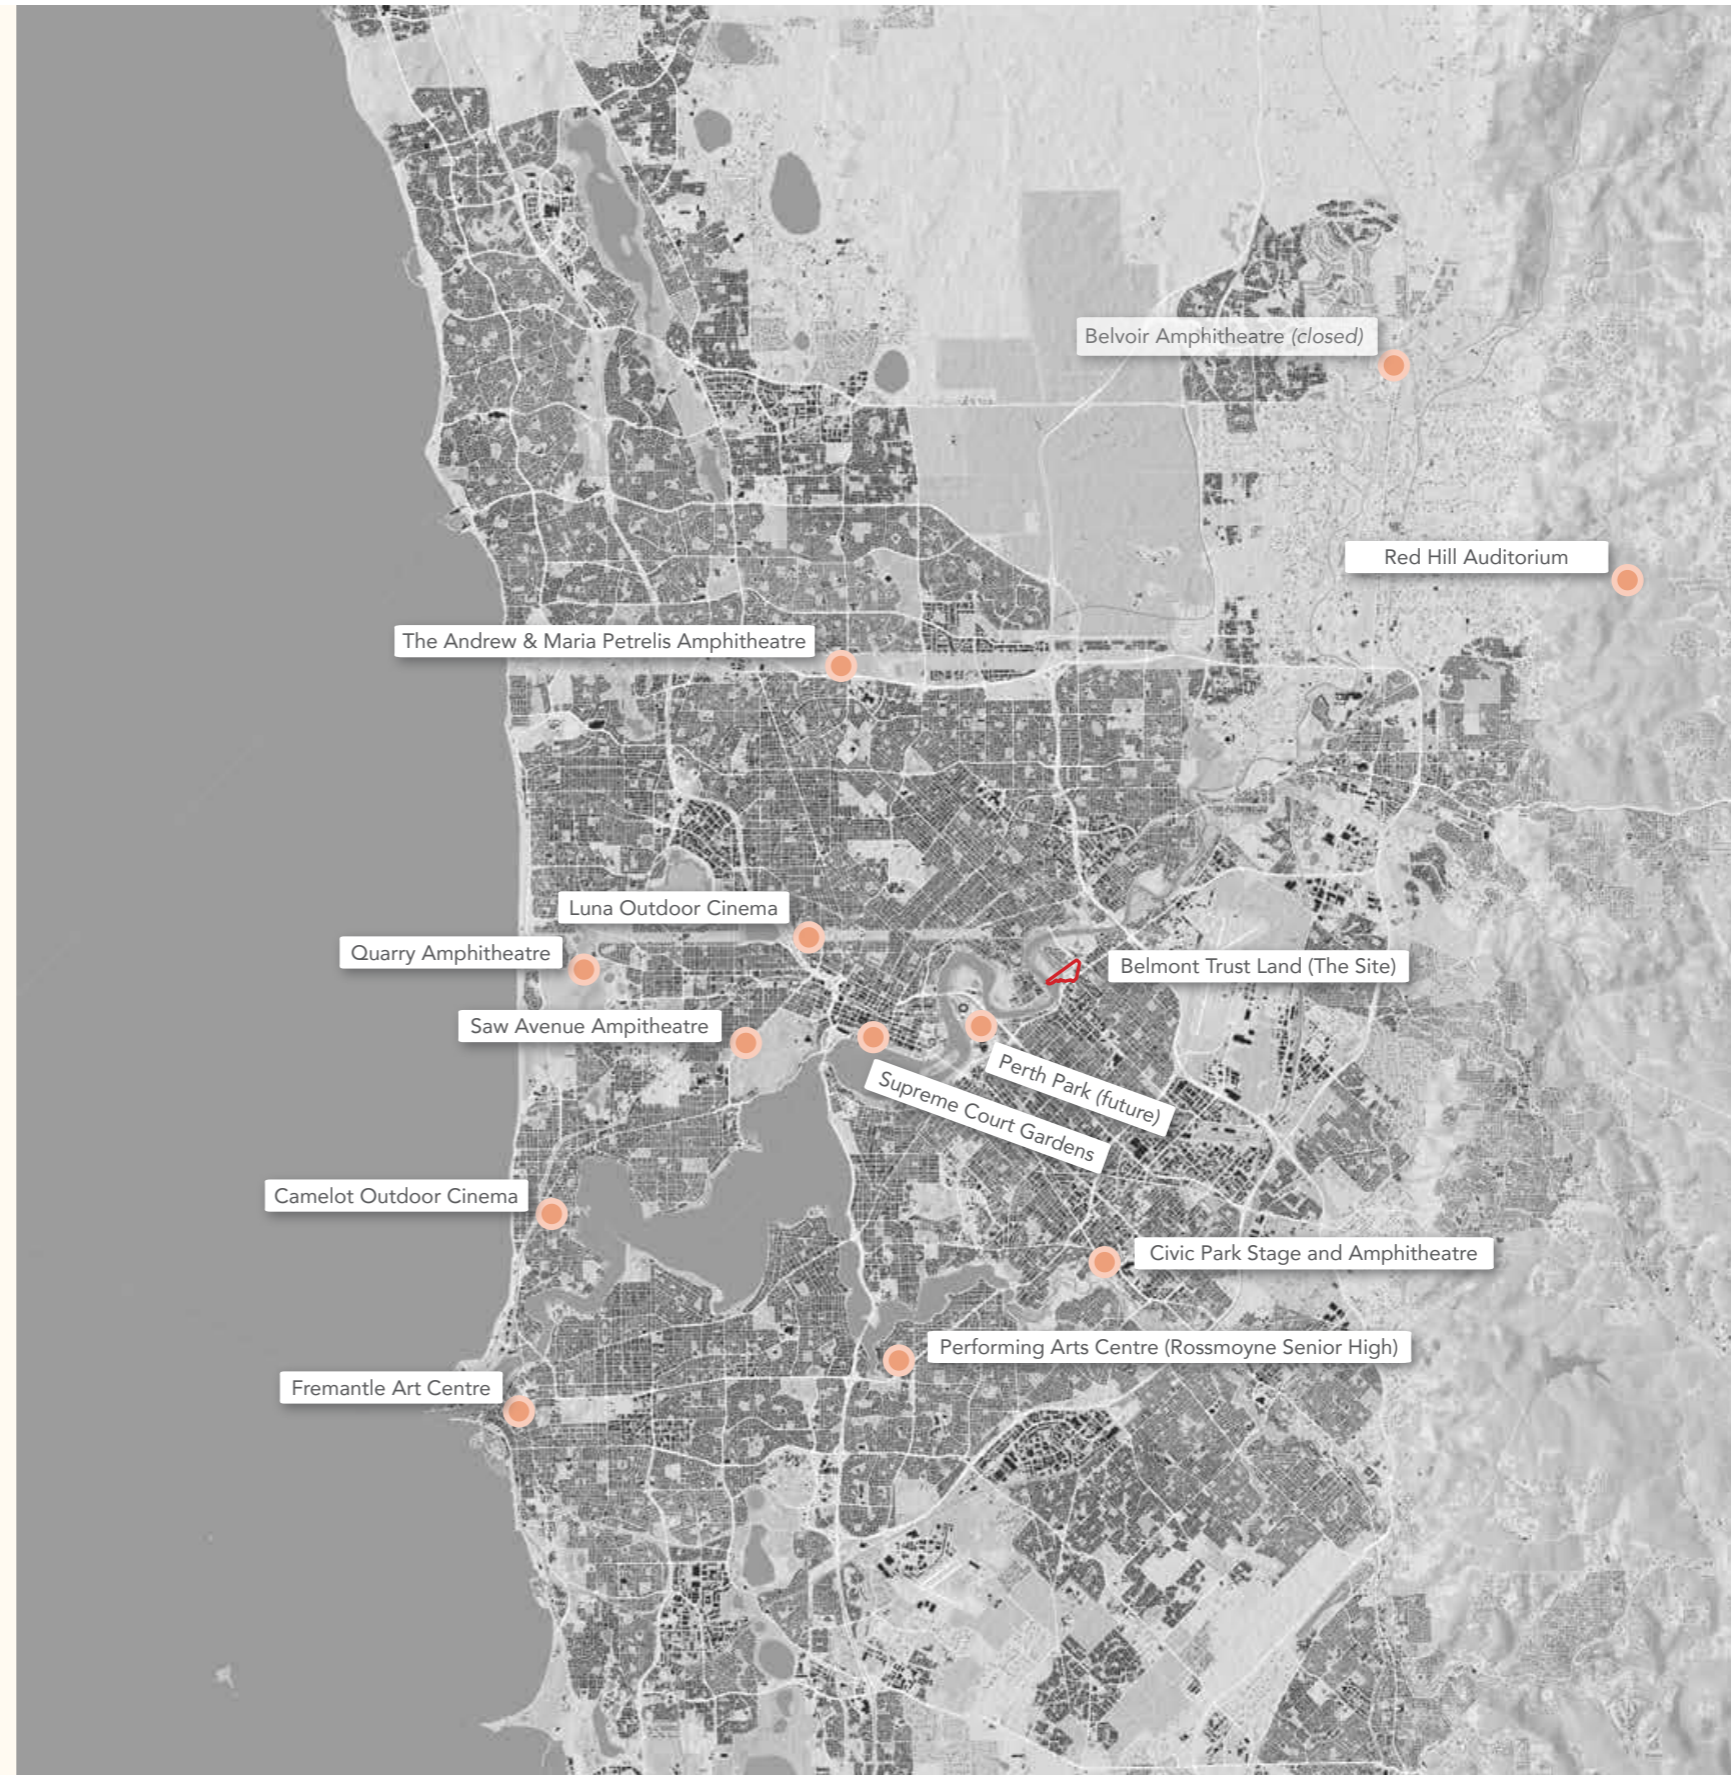 Belvoir Amphitheatre (closed)
Red Hill Auditorium
The Andrew & Maria Petrelis Amphitheatre
Luna Outdoor Cinema
Quarry Amphitheatre
Belmont Trust Land (The Site)
Saw Avenue Ampitheatre
Perth Park (future)
Supreme Court Gardens
Camelot Outdoor Cinema
Civic Park Stage and Amphitheatre
Performing Arts Centre (Rossmoyne Senior High)
Fremantle Art Centre